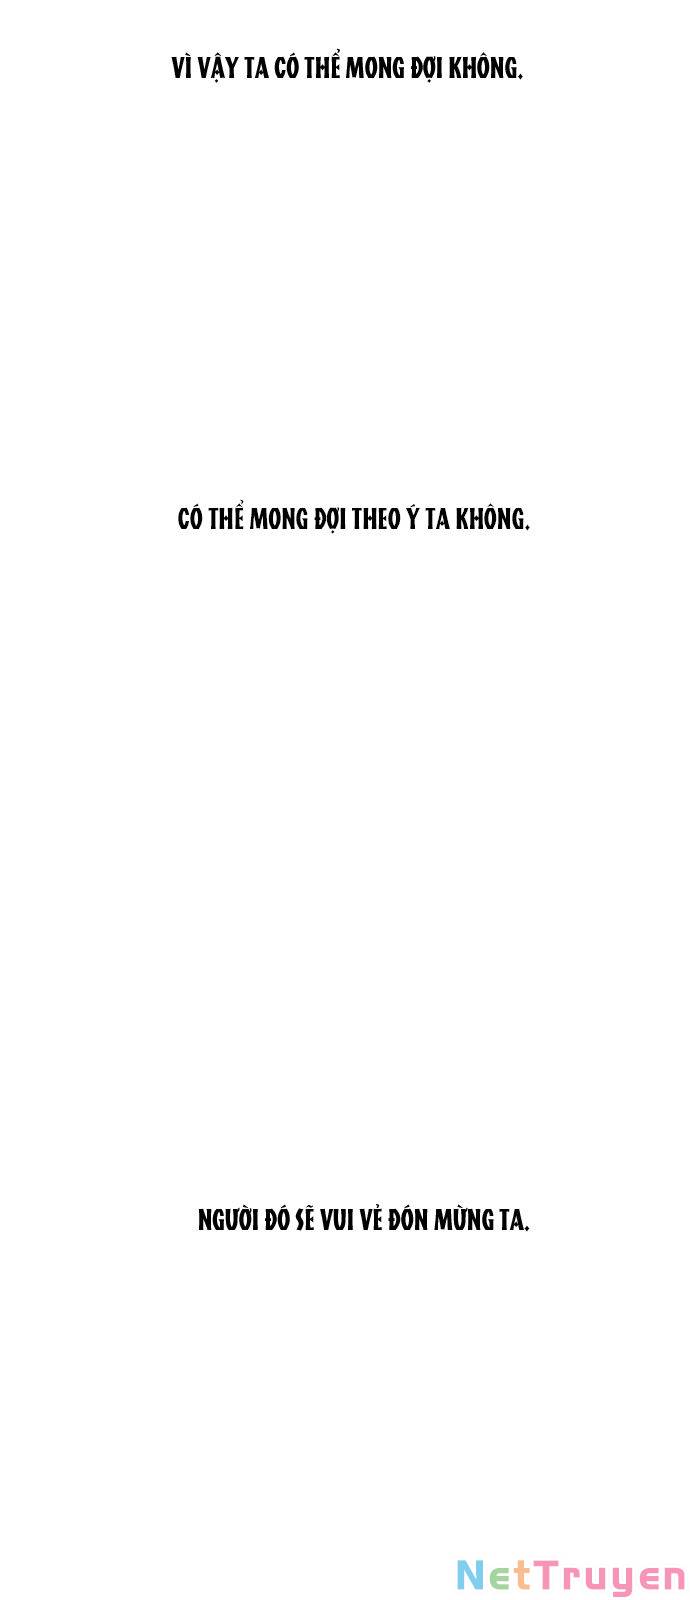 VÌ VẬY TA CÓ THỂ MONG ĐỢI KHÔNG.
CÓ THỂ MONG ĐỢI THEO Ý TA KHÔNG.
NGƯỜI ĐÓ SẼ VUI VẺ ĐÓN MỪNG TA.
NetTruyen